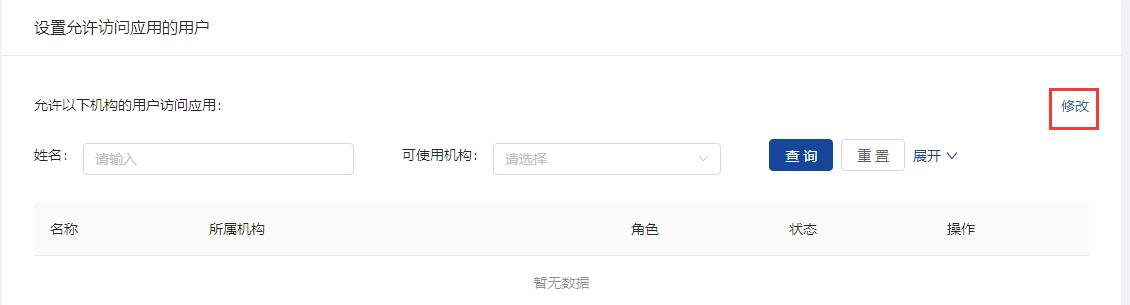 设置允许访问应用的用户
允许以下机构的用户访问应用： 修改
姓名： 请输入 可使用机构： 请选择 查询 重置 展开
名称 所属机构 角色 状态 操作
暂无数据